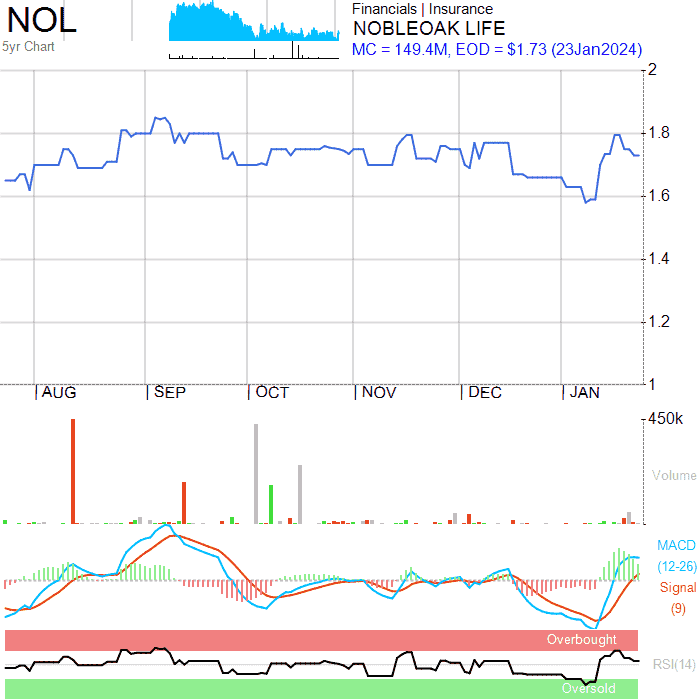 NOL
5yr Chart
Financials | Insurance
NOBLEOAK LIFE
MC = 149.4M, EOD = $1.73 (23Jan2024)
2
1.8
1.6
1.4
1.2
1
AUG SEP OCT NOV DEC JAN
450k
Volume
MACD
(12-26)
Signal
(9)
Overbought
RSI(14)
Oversold